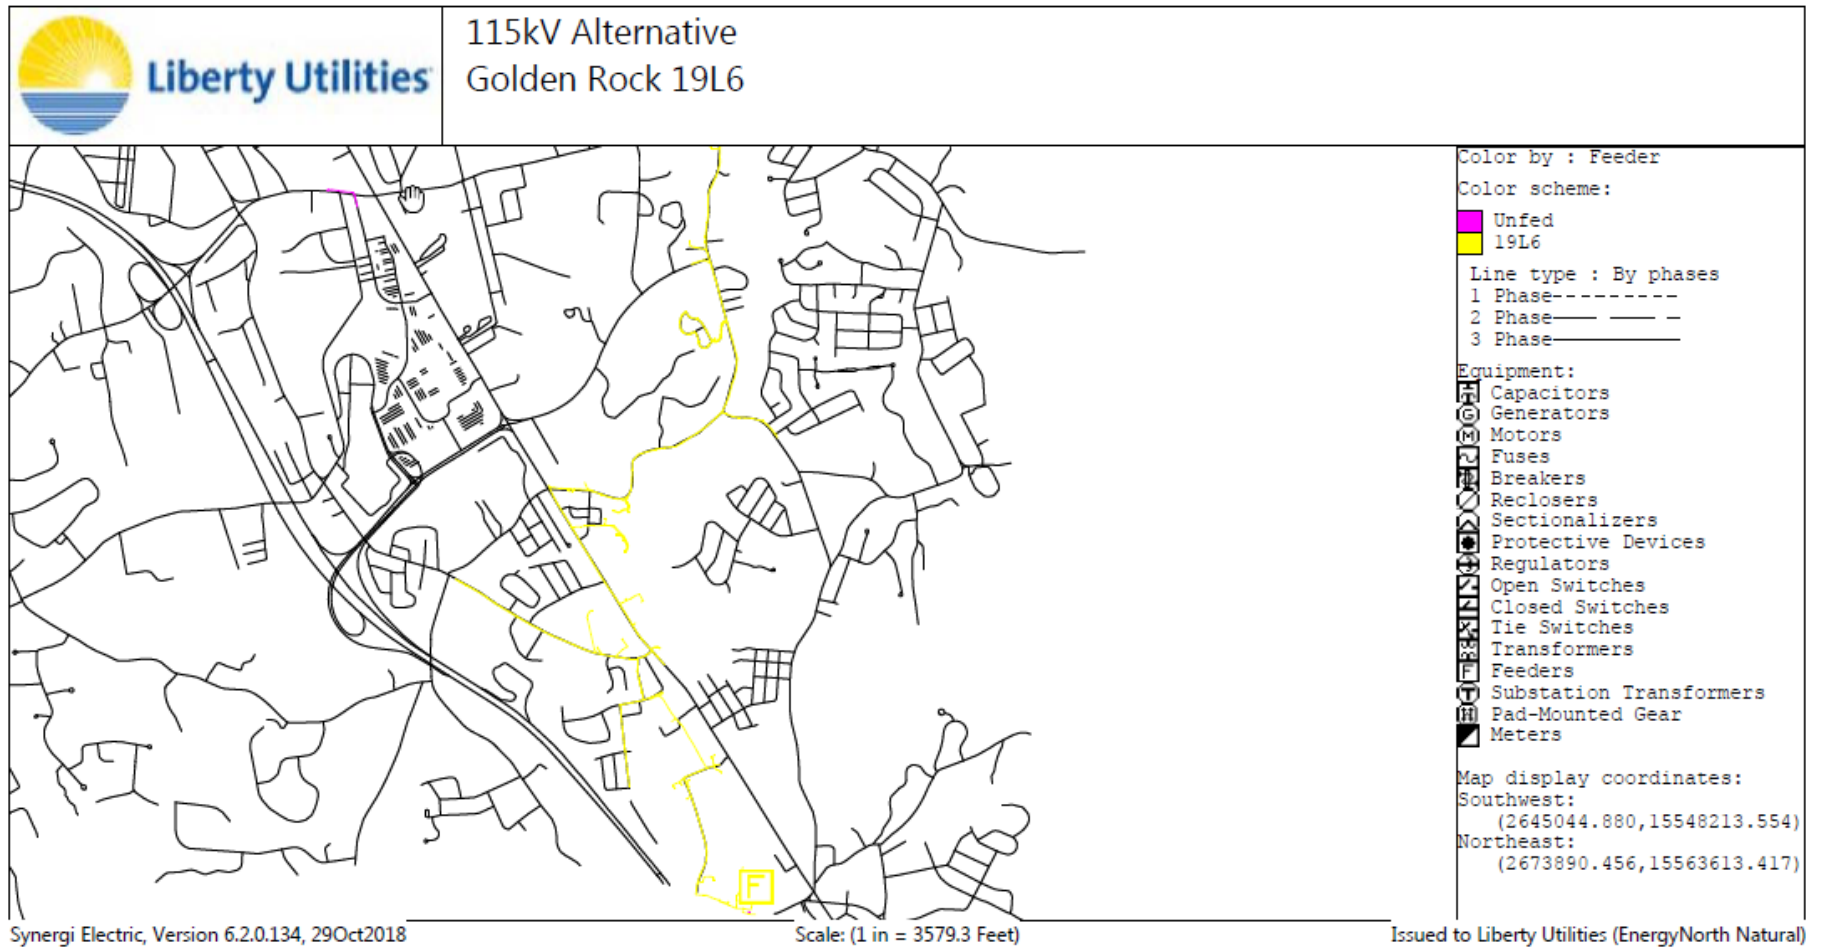 Liberty Utilities
115kV Alternative
Golden Rock 19L6
Color by : Feeder
Color scheme:
Unfed
19L6
Line type : By phases
1 Phase
2 Phase
3 Phase
Equipment:
Capacitors
G Generators
M Motors
Fuses
Breakers
Reclosers
Sectionalizers
Protective Devices
Regulators
Open Switches
Closed Switches
Tie Switches
Transformers
F Feeders
T Substation Transformers
Pad-Mounted Gear
Meters
Map display coordinates:
Southwest:
(2645044.880,15548213.554)
Northeast:
(2673890.456,15563613.417)
F
Synergi Electric, Version 6.2.0.134, 29Oct2018
Scale: (1 in = 3579.3 Feet)
Issued to Liberty Utilities (EnergyNorth Natural)